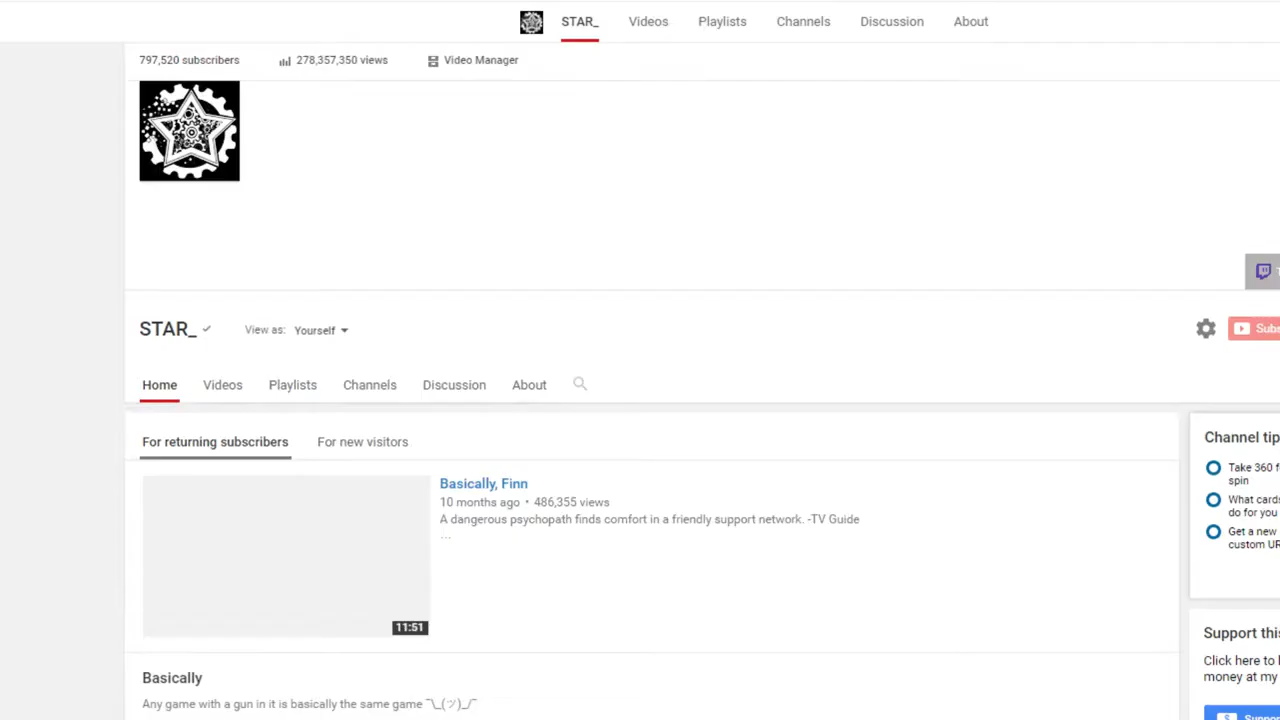 STAR_ Videos Playlists Channels Discussion About
797,520 subscribers 278,357,350 views Video Manager
STAR_ View as: Yourself
Home Videos Playlists Channels Discussion About
For returning subscribers For new visitors
Basically, Finn
10 months ago • 486,355 views
A dangerous psychopath finds comfort in a friendly support network. -TV Guide
...
11:51
Basically
Any game with a gun in it is basically the same game ¯\_(ツ)_/¯
Channel tip
Take 360 f
spin
What cards
do for you
Get a new
custom UR
Support this
Click here to
money at my